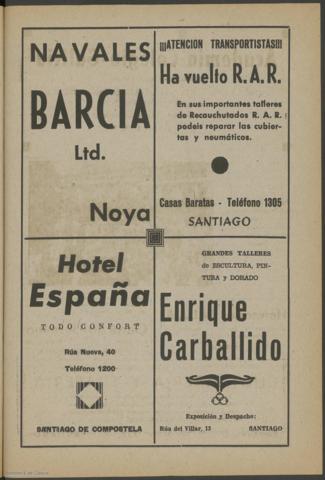 NAVALES
BARCIA
Ltd.
Noya
¡¡¡ATENCION TRANSPORTISTAS!!!
Ha vuelto R. A. R.
En sus importantes talleres
de Recauchutados R. A. R.
podeis reparar las cubier-
tas y neumáticos.
Casas Baratas - Teléfono 1305
SANTIAGO
Hotel
España
TODO CONFORT
Rúa Nueva, 40
Teléfono 1200
SANTIAGO DE COMPOSTELA
GRANDES TALLERES
de ESCULTURA, PIN-
TURA y DORADO
Enrique
Carballido
Exposición y Despacho:
Rúa del Villar, 13 SANTIAGO